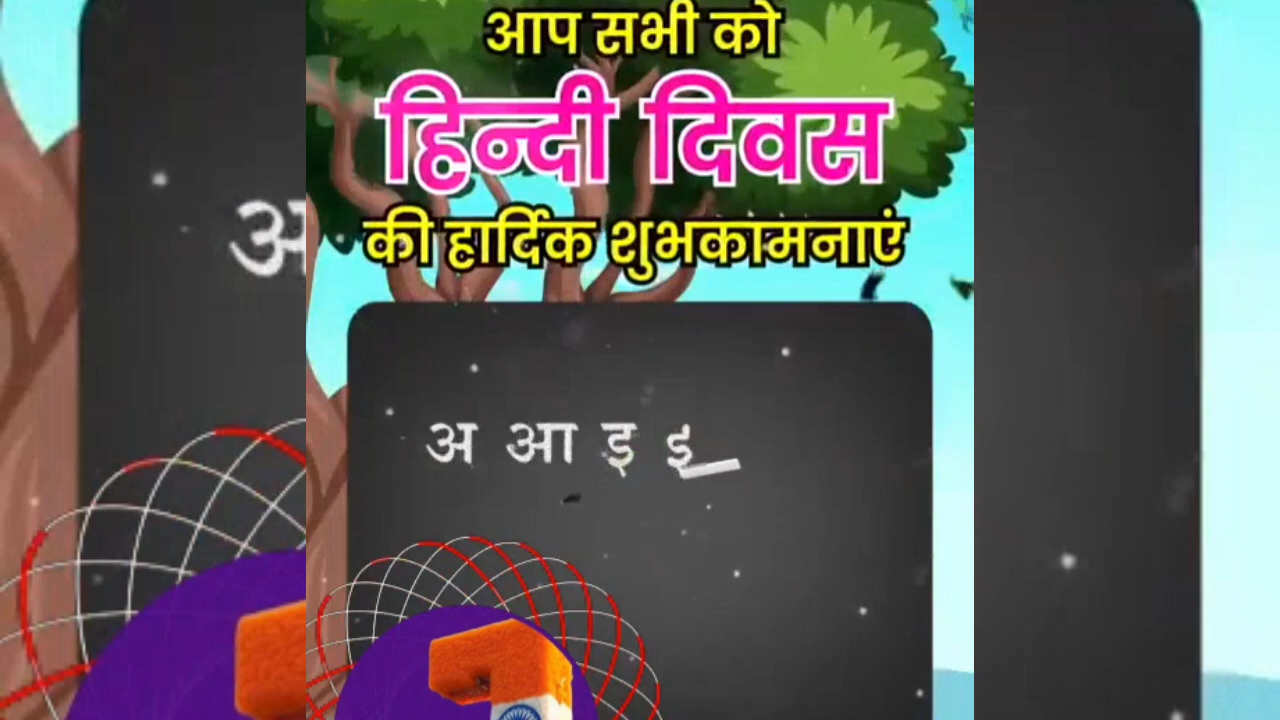 आप सभी को
हिन्दी दिवस
की हार्दिक शुभकामनाएं
अ
अ आ इ इ